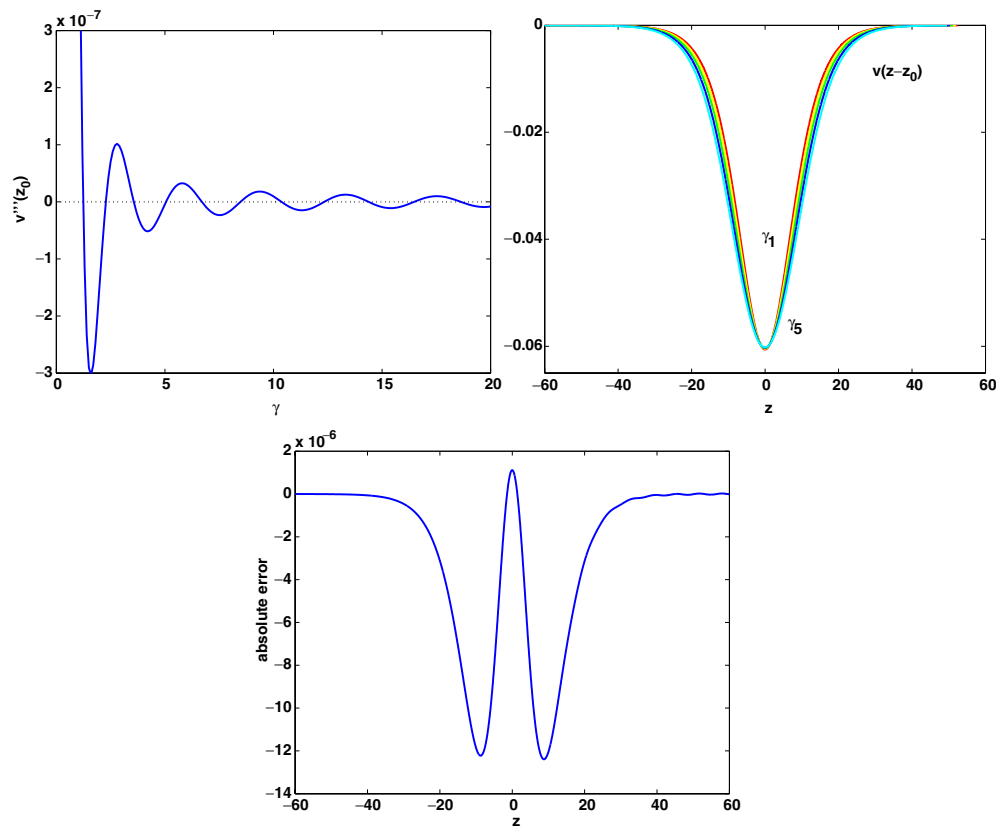 x 10⁻⁷
3
2
1
0
−1
−2
−3
0 5 10 15 20
γ
v'''(z₀)
0
−0.02
−0.04
−0.06
−60 −40 −20 0 20 40 60
z
v(z−z₀)
γ₁
γ₅
x 10⁻⁶
2
0
−2
−4
−6
−8
−10
−12
−14
−60 −40 −20 0 20 40 60
z
absolute error